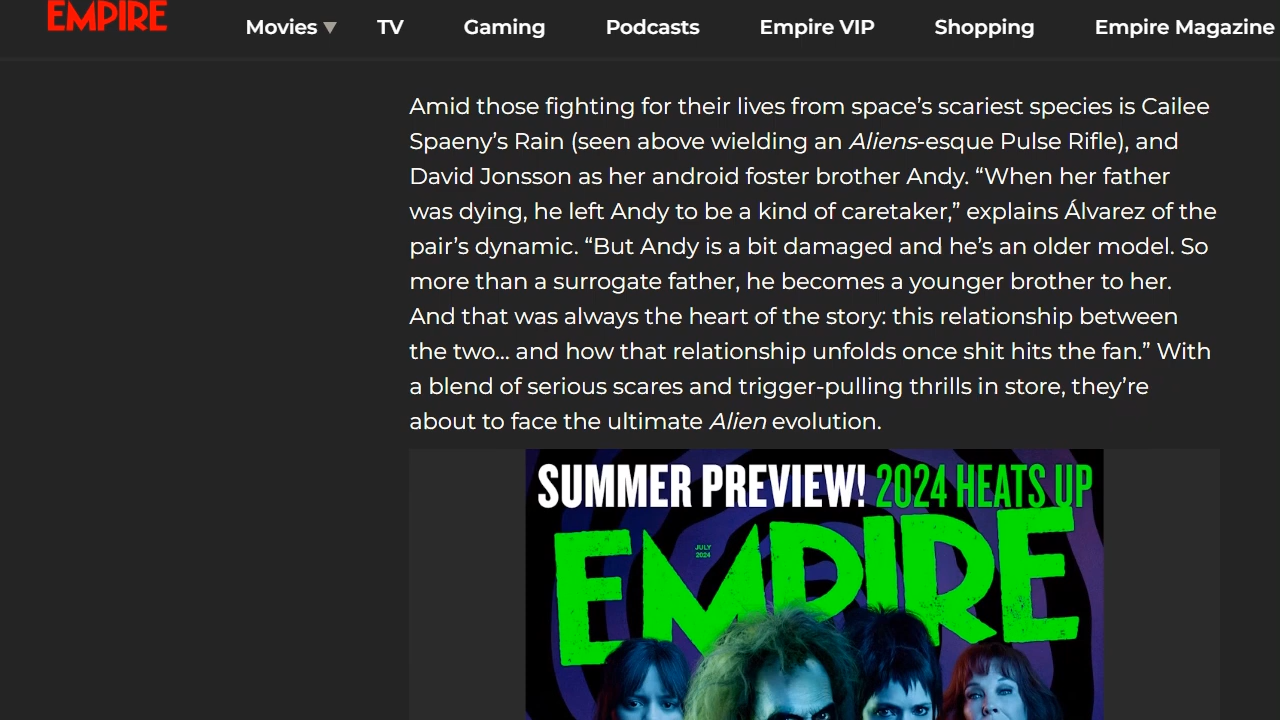 EMPIRE
Movies TV Gaming Podcasts Empire VIP Shopping Empire Magazine
Amid those fighting for their lives from space’s scariest species is Cailee
Spaeny’s Rain (seen above wielding an Aliens-esque Pulse Rifle), and
David Jonsson as her android foster brother Andy. “When her father
was dying, he left Andy to be a kind of caretaker,” explains Álvarez of the
pair’s dynamic. “But Andy is a bit damaged and he’s an older model. So
more than a surrogate father, he becomes a younger brother to her.
And that was always the heart of the story: this relationship between
the two… and how that relationship unfolds once shit hits the fan.” With
a blend of serious scares and trigger-pulling thrills in store, they’re
about to face the ultimate Alien evolution.
SUMMER PREVIEW! 2024 HEATS UP
EMPIRE
JULY
2024